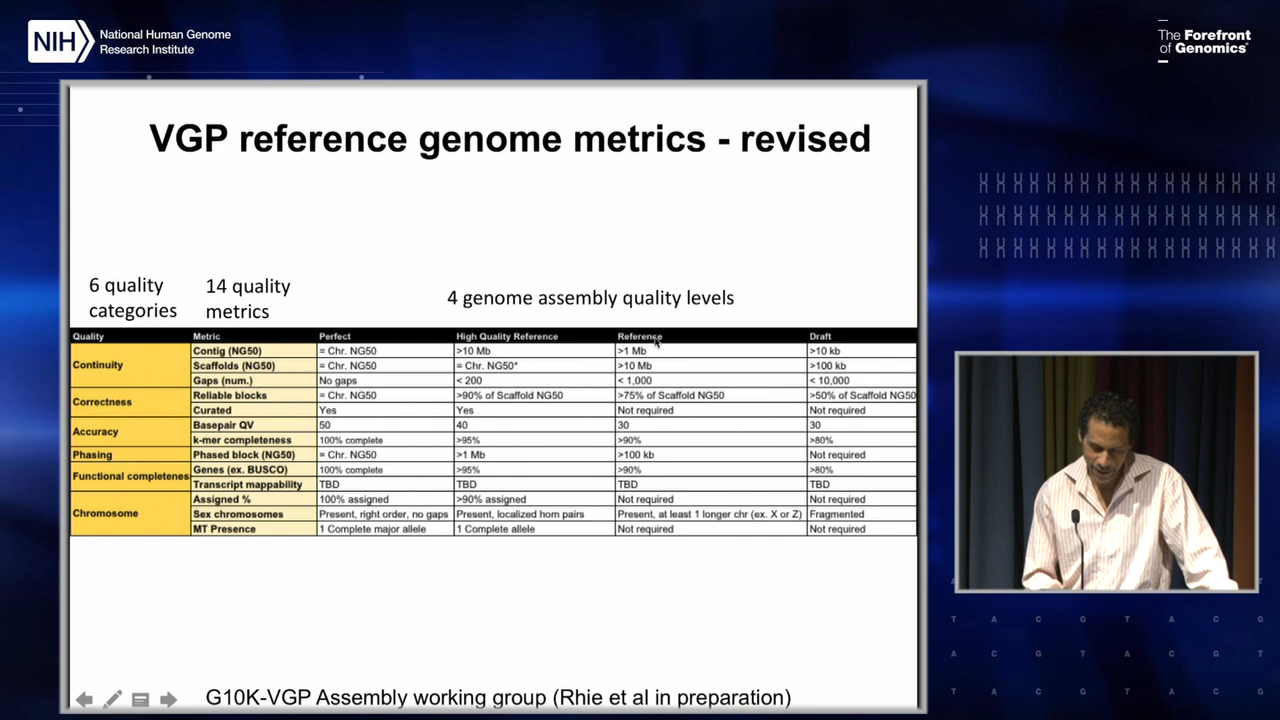 NIH
National Human Genome
Research Institute
The Forefront
of Genomics®
VGP reference genome metrics - revised
6 quality
categories
14 quality
metrics
4 genome assembly quality levels
Quality Metric Perfect High Quality Reference Reference Draft
Continuity
Contig (NG50) = Chr. NG50 >10 Mb >1 Mb >10 kb
Scaffolds (NG50) = Chr. NG50 = Chr. NG50* >10 Mb >100 kb
Gaps (num.) No gaps < 200 < 1,000 < 10,000
Correctness
Reliable blocks = Chr. NG50 >90% of Scaffold NG50 >75% of Scaffold NG50 >50% of Scaffold NG50
Curated Yes Yes Not required Not required
Accuracy
Basepair QV 50 40 30 30
k-mer completeness 100% complete >95% >90% >80%
Phasing Phased block (NG50) = Chr. NG50 >1 Mb >100 kb Not required
Functional completenes
Genes (ex. BUSCO) 100% complete >95% >90% >80%
Transcript mappability TBD TBD TBD TBD
Chromosome
Assigned % 100% assigned >90% assigned Not required Not required
Sex chromosomes Present, right order, no gaps Present, localized hom pairs Present, at least 1 longer chr (ex. X or Z) Fragmented
MT Presence 1 Complete major allele 1 Complete allele Not required Not required
G10K-VGP Assembly working group (Rhie et al in preparation)
T A C G T A C G
A C G T A C G T
T A C G T A C G